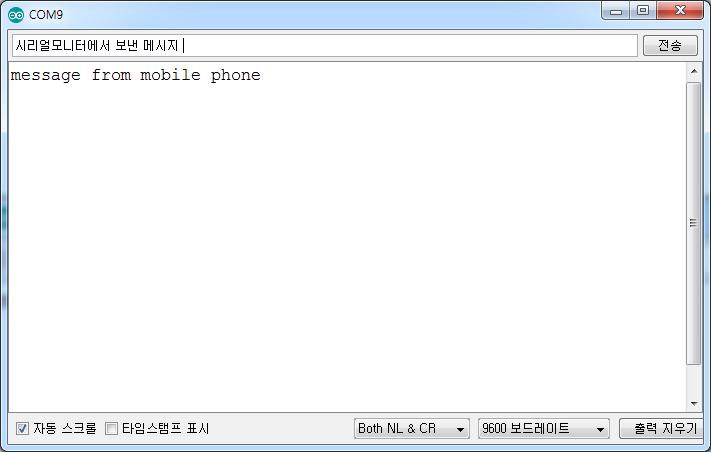 COM9
시리얼모니터에서 보낸 메시지
전송
message from mobile phone
자동 스크롤
타임스탬프 표시
Both NL & CR
9600 보드레이트
출력 지우기